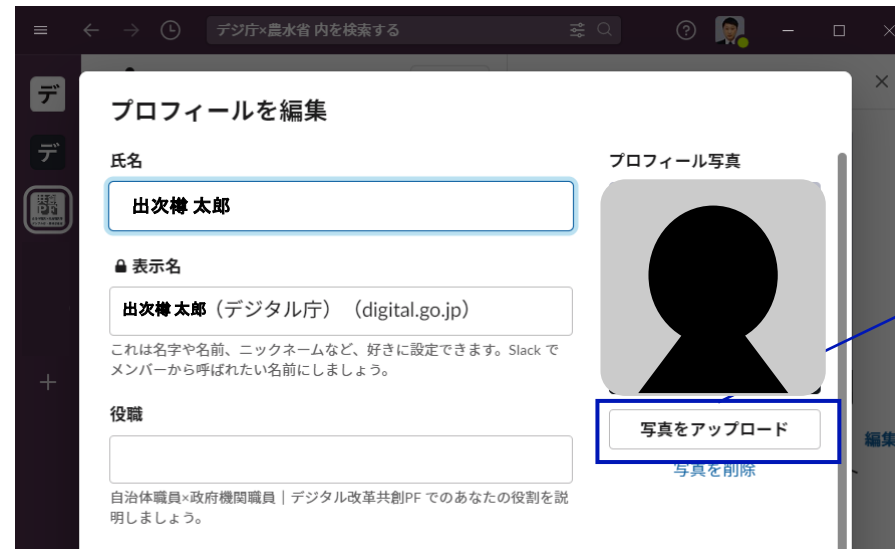 デジ庁×農水省 内を検索する
デ
デ
共創
PF
プロフィールを編集
氏名
出次樽 太郎
表示名
出次樽 太郎（デジタル庁）（digital.go.jp）
これは名字や名前、ニックネームなど、好きに設定できます。Slack で
メンバーから呼ばれたい名前にしましょう。
役職
自治体職員×政府機関職員｜デジタル改革共創PF でのあなたの役割を説
明しましょう。
プロフィール写真
写真をアップロード
写真を削除
編集